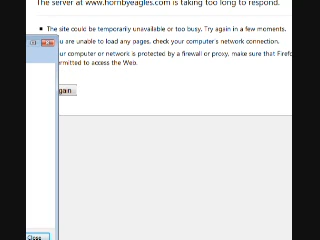 The server at www.hornbyeagles.com is taking too long to respond.
The site could be temporarily unavailable or too busy. Try again in a few moments.
are unable to load any pages, check your computer's network connection.
ur computer or network is protected by a firewall or proxy, make sure that Firefo
ermitted to access the Web.
gain
Close